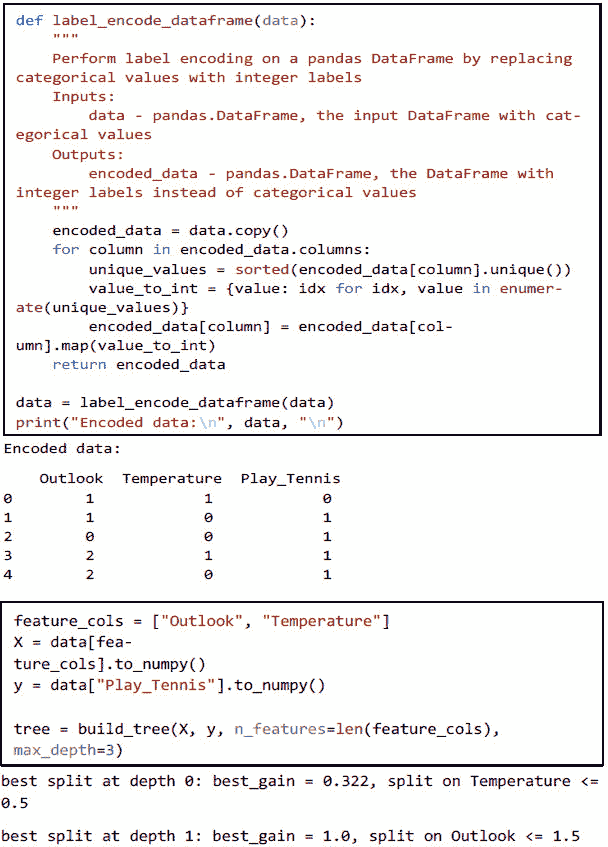 def label_encode_dataframe(data):
"""
Perform label encoding on a pandas DataFrame by replacing
categorical values with integer labels
Inputs:
data - pandas.DataFrame, the input DataFrame with cat-
egorical values
Outputs:
encoded_data - pandas.DataFrame, the DataFrame with
integer labels instead of categorical values
"""
encoded_data = data.copy()
for column in encoded_data.columns:
unique_values = sorted(encoded_data[column].unique())
value_to_int = {value: idx for idx, value in enumer-
ate(unique_values)}
encoded_data[column] = encoded_data[col-
umn].map(value_to_int)
return encoded_data
data = label_encode_dataframe(data)
print("Encoded data:\n", data, "\n")
Encoded data:
Outlook Temperature Play_Tennis
0 1 1 0
1 1 0 1
2 0 0 1
3 2 1 1
4 2 0 1
feature_cols = ["Outlook", "Temperature"]
X = data[fea-
ture_cols].to_numpy()
y = data["Play_Tennis"].to_numpy()
tree = build_tree(X, y, n_features=len(feature_cols),
max_depth=3)
best split at depth 0: best_gain = 0.322, split on Temperature <=
0.5
best split at depth 1: best_gain = 1.0, split on Outlook <= 1.5